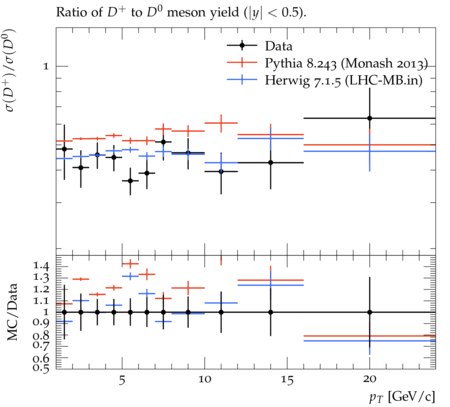 Ratio of D⁺ to D⁰ meson yield (|y| < 0.5).
σ(D⁺)/σ(D⁰)
Data
Pythia 8.243 (Monash 2013)
Herwig 7.1.5 (LHC-MB.in)
1
MC/Data
1.4
1.3
1.2
1.1
1
0.9
0.8
0.7
0.6
0.5
5 10 15 20
p_T [GeV/c]